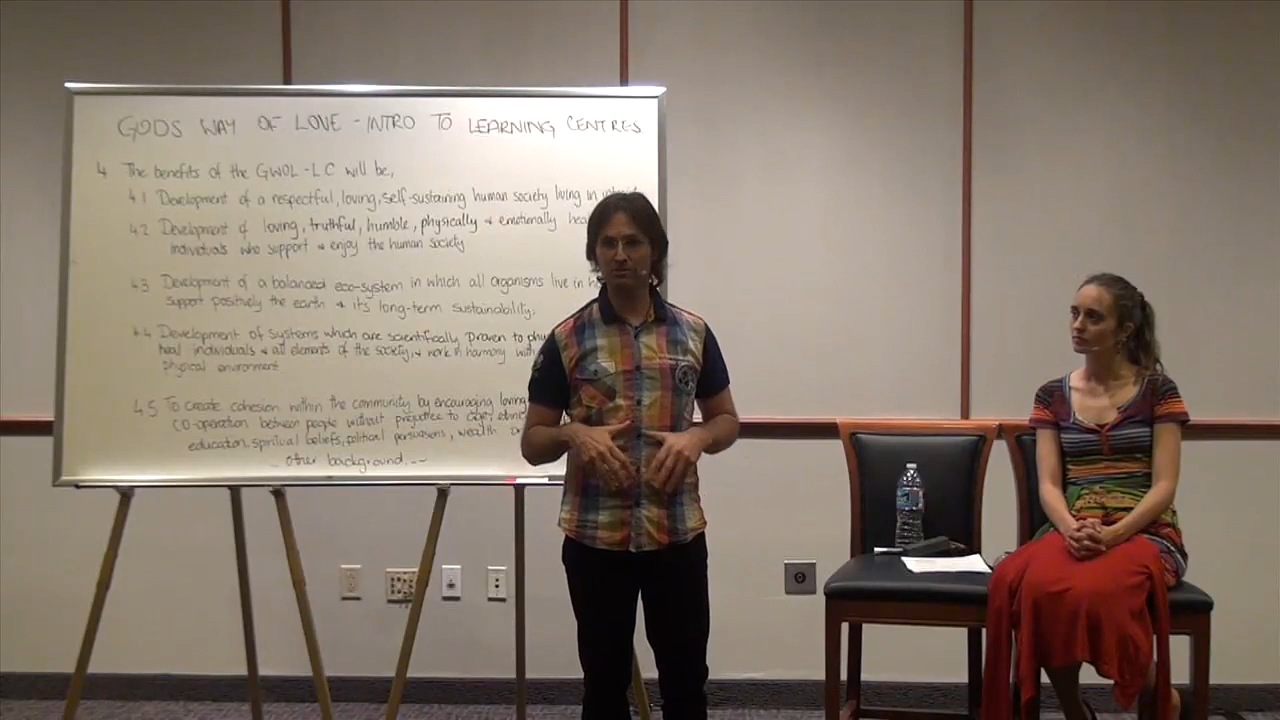 GODS WAY OF LOVE - INTRO TO LEARNING CENTRES
4 The benefits of the GWOL-LC will be,
4.1 Development of a respectful, loving, self-sustaining human society living in
4.2 Development of loving, truthful, humble, physically & emotionally
individuals who support & enjoy the human society
4.3 Development of a balanced eco-system in which all organisms live in
support positively the earth & its long-term sustainability;
4.4 Development of systems which are scientifically proven to
heal individuals & all elements of the society, & work in harmony with
physical environment
4.5 To create cohesion within the community by encouraging loving
co-operation between people without prejudice to age,
education, spiritual beliefs, political persuasions, wealth
... other background....